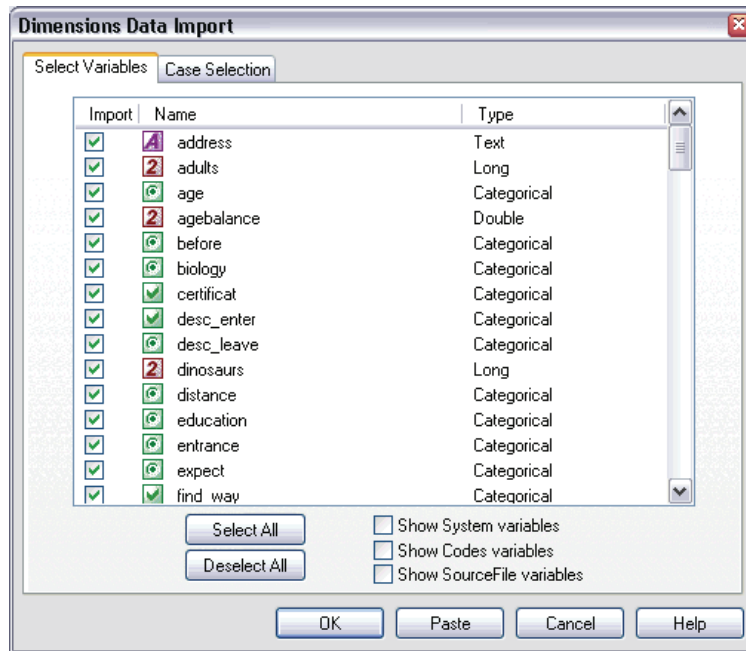 Dimensions Data Import
Select Variables Case Selection
Import Name Type
address Text
adults Long
age Categorical
agebalance Double
before Categorical
biology Categorical
certificat Categorical
desc_enter Categorical
desc_leave Categorical
dinosaurs Long
distance Categorical
education Categorical
entrance Categorical
expect Categorical
find_way Categorical
Select All Show System variables
Show Codes variables
Deselect All Show SourceFile variables
OK Paste Cancel Help